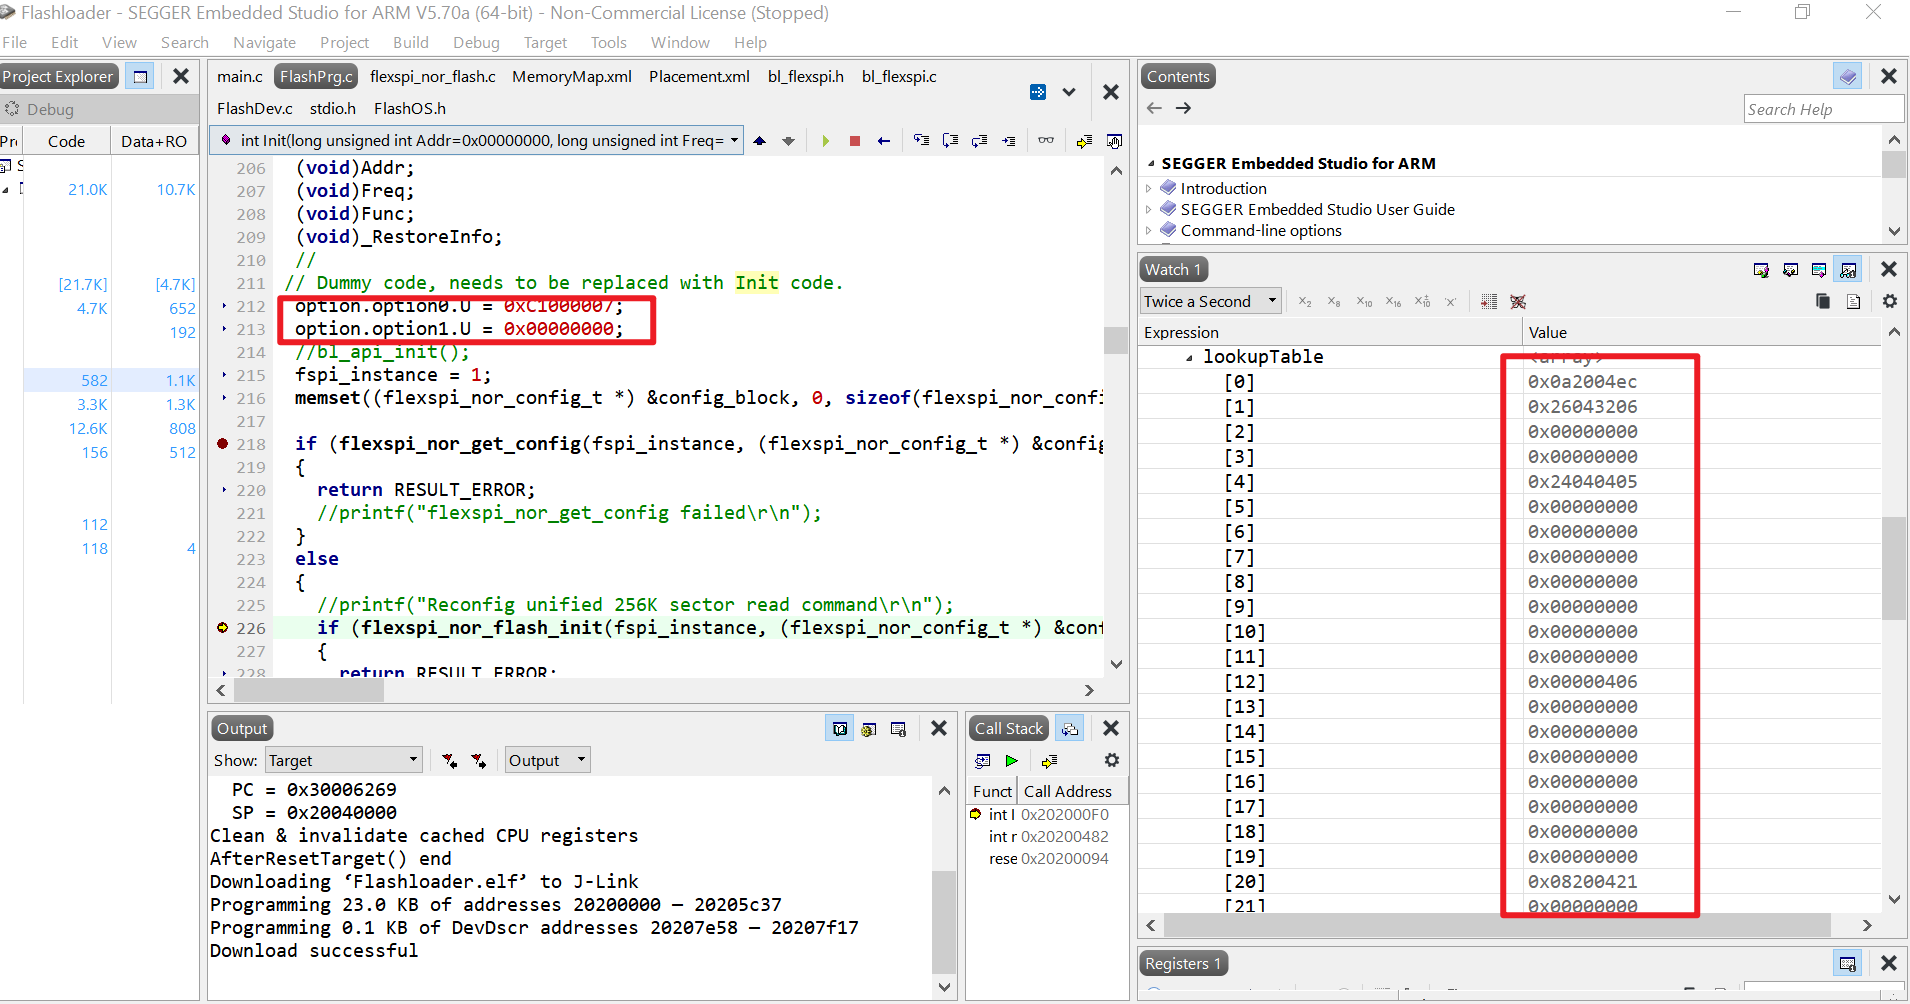 Flashloader - SEGGER Embedded Studio for ARM V5.70a (64-bit) - Non-Commercial License (Stopped)
File Edit View Search Navigate Project Build Debug Target Tools Window Help
Project Explorer
Debug
Code Data+RO
21.0K 10.7K
[21.7K] [4.7K]
4.7K 652
192
582 1.1K
3.3K 1.3K
12.6K 808
156 512
112
118 4
main.c FlashPrg.c flexspi_nor_flash.c MemoryMap.xml Placement.xml bl_flexspi.h bl_flexspi.c
FlashDev.c stdio.h FlashOS.h
int Init(long unsigned int Addr=0x00000000, long unsigned int Freq=
206 (void)Addr;
207 (void)Freq;
208 (void)Func;
209 (void)_RestoreInfo;
210 //
211 // Dummy code, needs to be replaced with Init code.
212 option.option0.U = 0xC1000007;
213 option.option1.U = 0x00000000;
214 //bl_api_init();
215 fspi_instance = 1;
216 memset((flexspi_nor_config_t *) &config_block, 0, sizeof(flexspi_nor_confi
217
218 if (flexspi_nor_get_config(fspi_instance, (flexspi_nor_config_t *) &config
219 {
220 return RESULT_ERROR;
221 //printf("flexspi_nor_get_config failed\r\n");
222 }
223 else
224 {
225 //printf("Reconfig unified 256K sector read command\r\n");
226 if (flexspi_nor_flash_init(fspi_instance, (flexspi_nor_config_t *) &conf
227 {
228 return RESULT_ERROR;
Output
Show: Target Output
PC = 0x30006269
SP = 0x20040000
Clean & invalidate cached CPU registers
AfterResetTarget() end
Downloading ‘Flashloader.elf’ to J-Link
Programming 23.0 KB of addresses 20200000 — 20205c37
Programming 0.1 KB of DevDscr addresses 20207e58 — 20207f17
Download successful
Call Stack
Funct Call Address
int I 0x202000F0
int r 0x20200482
rese 0x20200094
Contents
Search Help
SEGGER Embedded Studio for ARM
Introduction
SEGGER Embedded Studio User Guide
Command-line options
Watch 1
Twice a Second
Expression Value
lookupTable <array>
[0] 0x0a2004ec
[1] 0x26043206
[2] 0x00000000
[3] 0x00000000
[4] 0x24040405
[5] 0x00000000
[6] 0x00000000
[7] 0x00000000
[8] 0x00000000
[9] 0x00000000
[10] 0x00000000
[11] 0x00000000
[12] 0x00000406
[13] 0x00000000
[14] 0x00000000
[15] 0x00000000
[16] 0x00000000
[17] 0x00000000
[18] 0x00000000
[19] 0x00000000
[20] 0x08200421
[21] 0x00000000
Registers 1